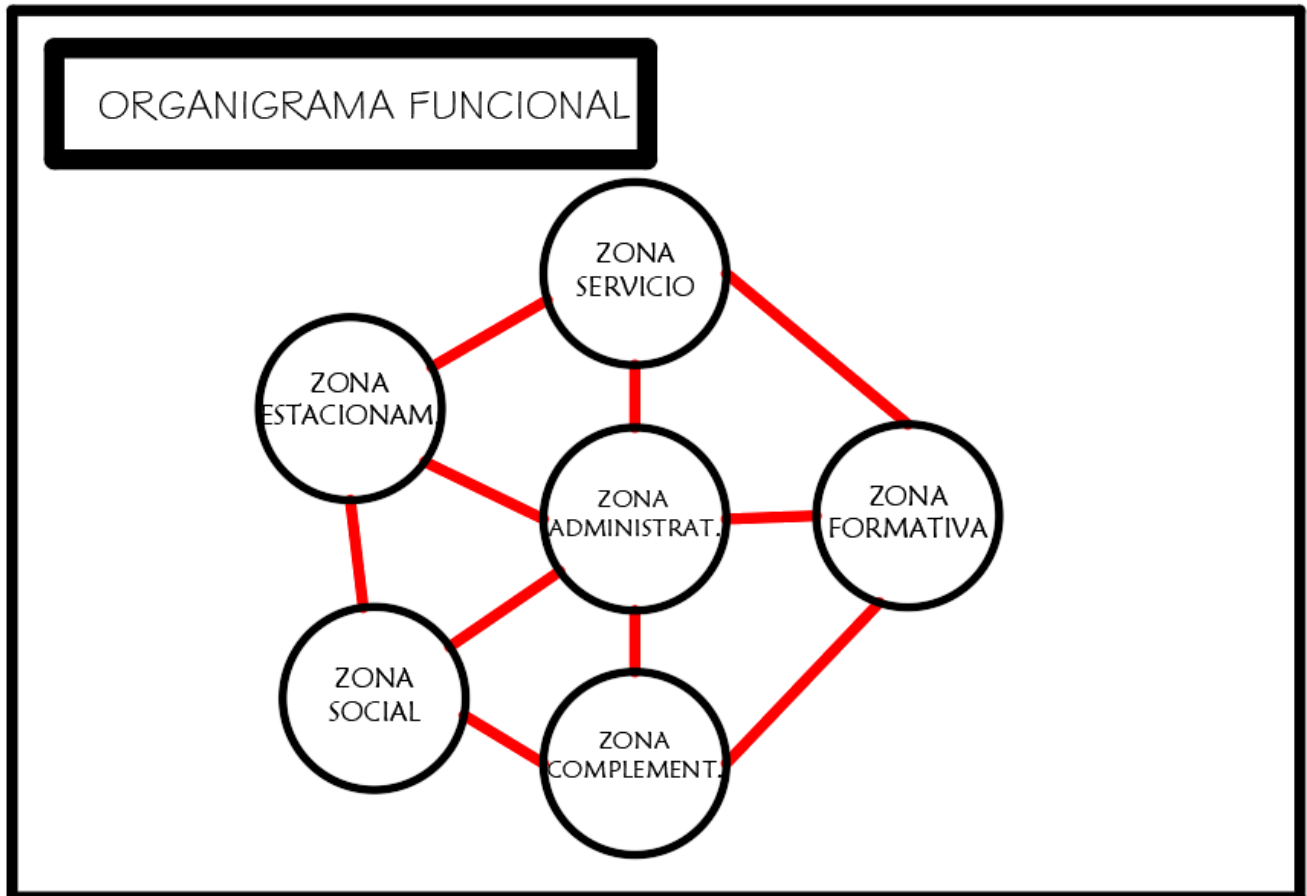 ORGANIGRAMA FUNCIONAL
ZONA
SERVICIO
ZONA
ESTACIONAM.
ZONA
ADMINISTRAT.
ZONA
FORMATIVA
ZONA
SOCIAL
ZONA
COMPLEMENT.